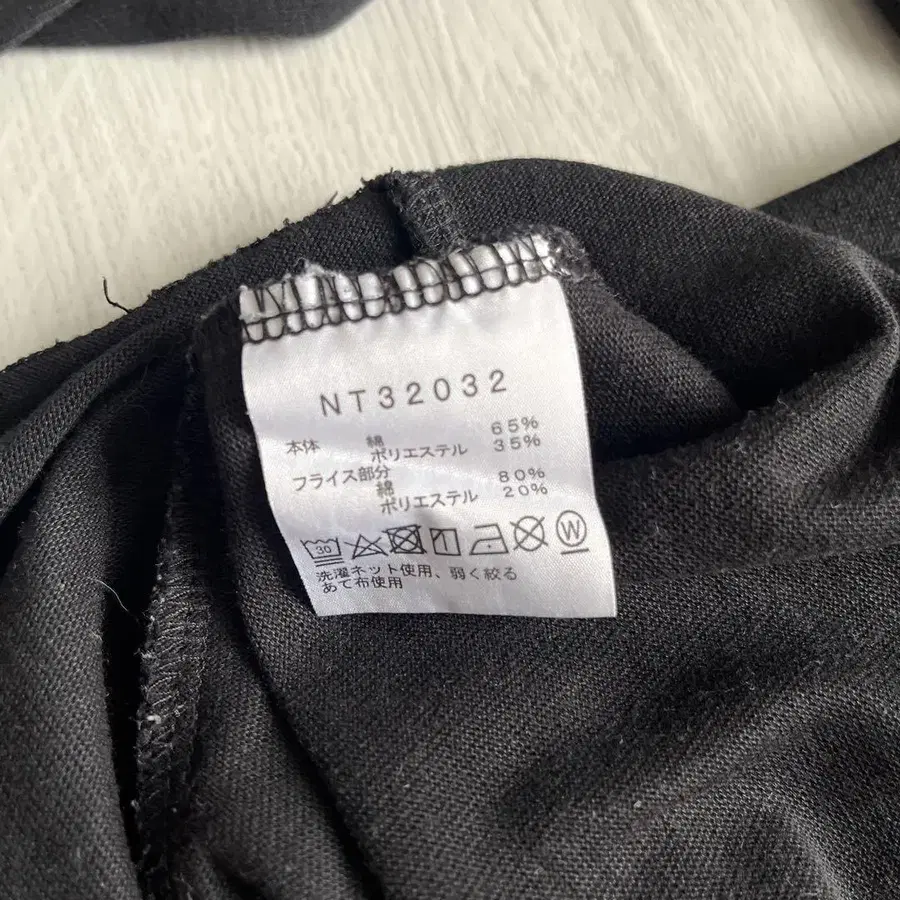 NT32032
本体 綿 65%
ポリエステル 35%
フライス部分
綿 80%
ポリエステル 20%
30 W
洗濯ネット使用、弱く絞る
あて布使用